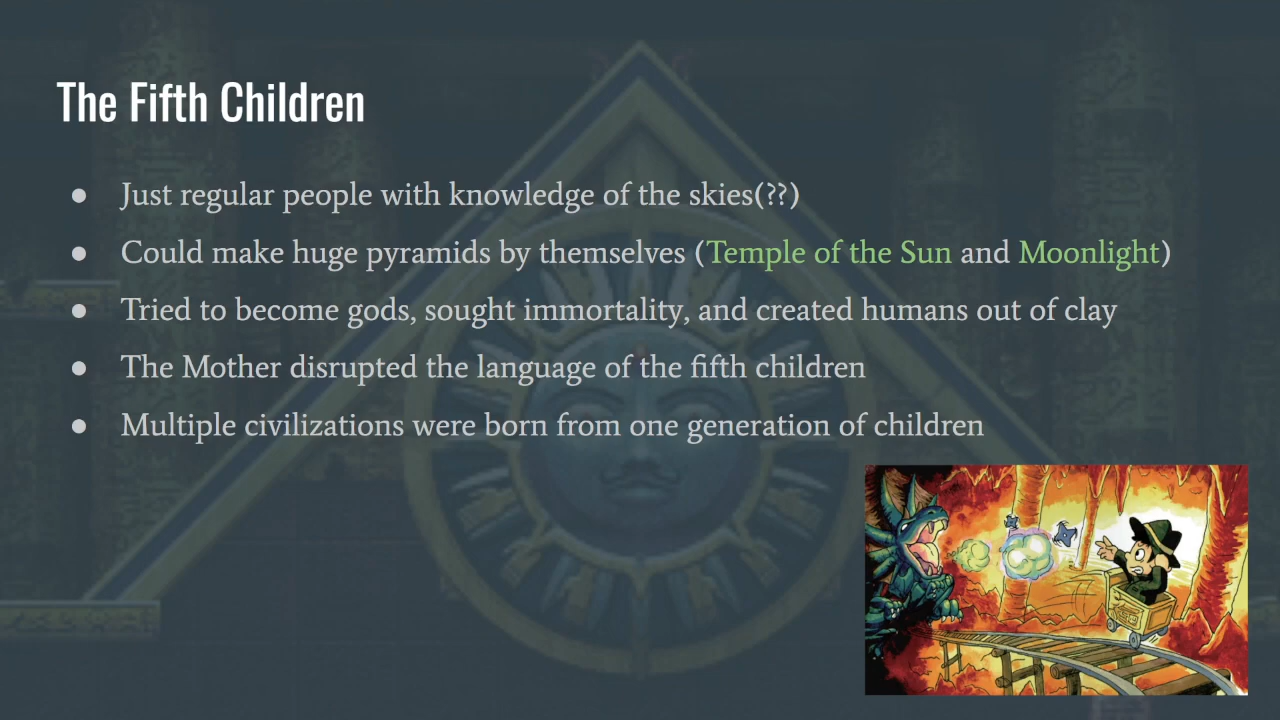 The Fifth Children
● Just regular people with knowledge of the skies(??)
● Could make huge pyramids by themselves (Temple of the Sun and Moonlight)
● Tried to become gods, sought immortality, and created humans out of clay
● The Mother disrupted the language of the fifth children
● Multiple civilizations were born from one generation of children